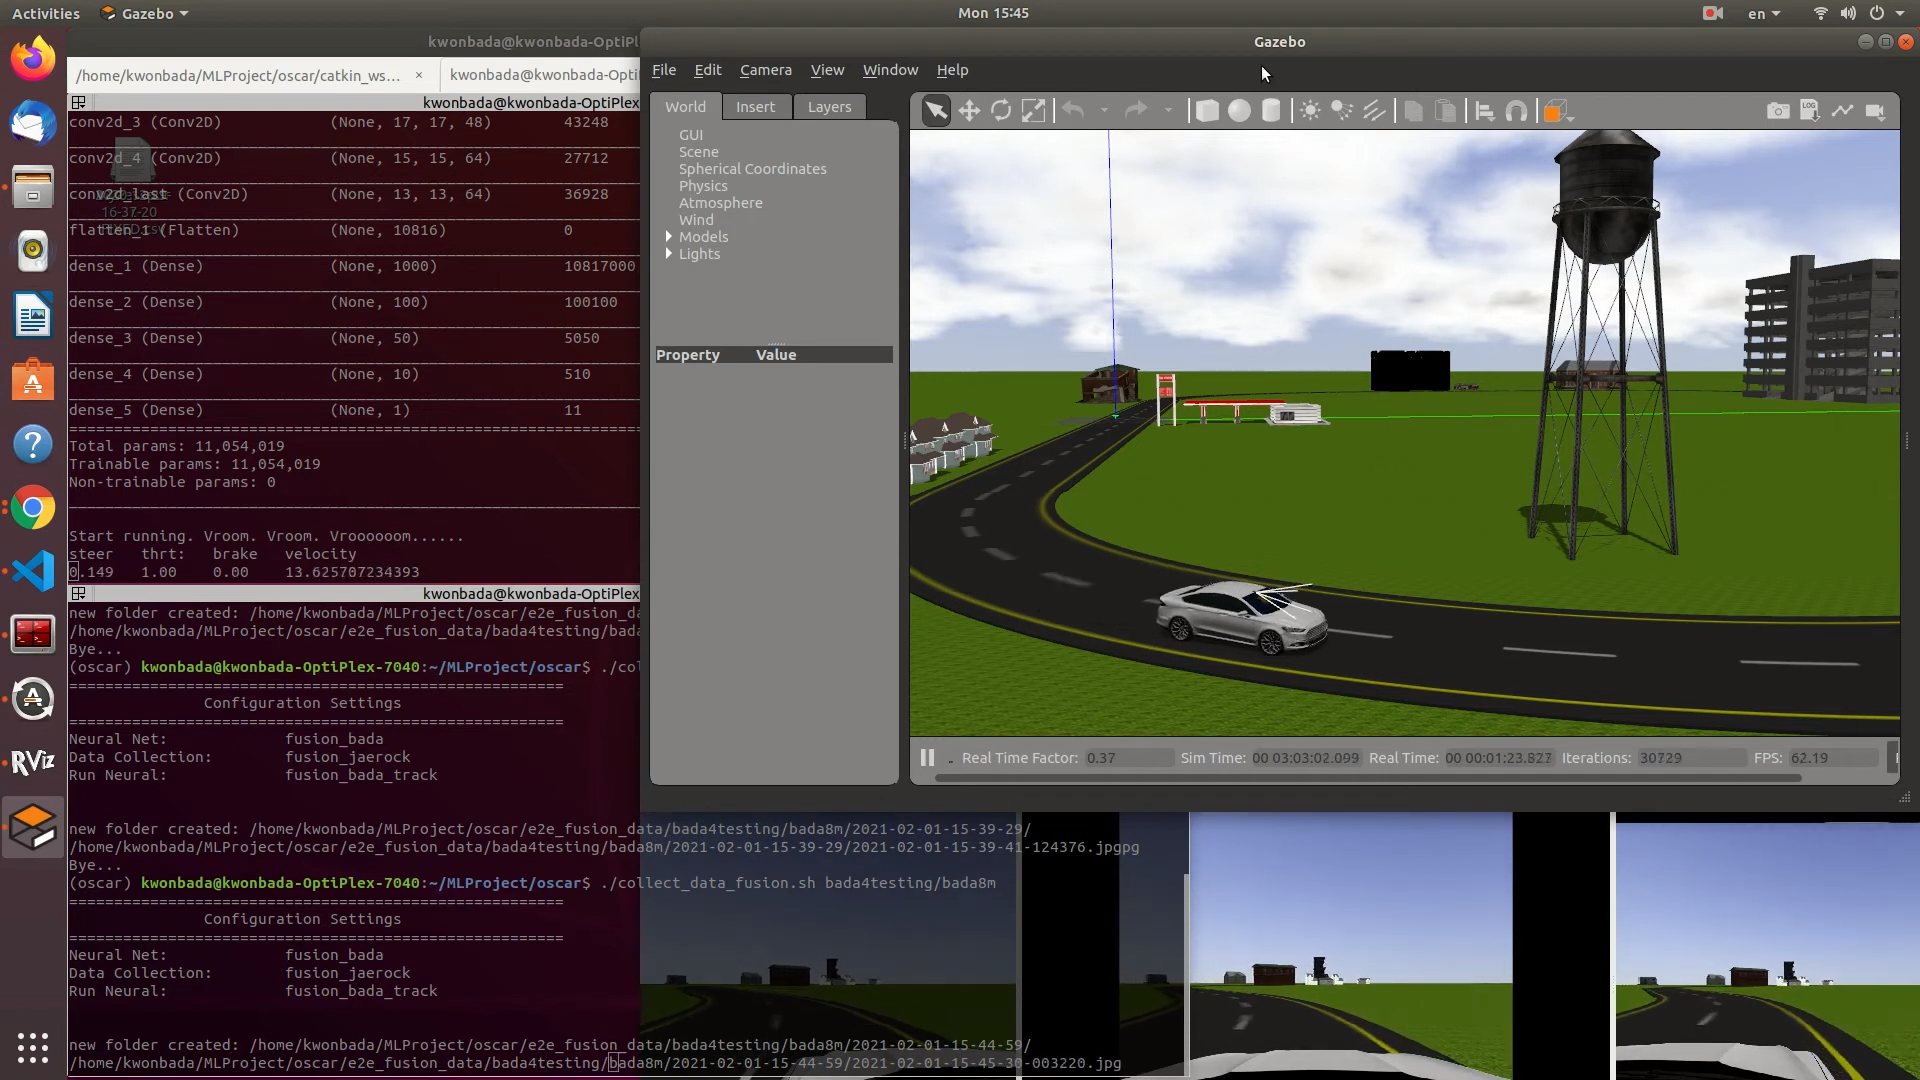 Activities
Gazebo
Mon 15:45
en
kwonbada@kwonbada-OptiPl
/home/kwonbada/MLProject/oscar/catkin_ws... ×
kwonbada@kwonbada-OptiPl
kwonbada@kwonbada-OptiPlex
conv2d_3 (Conv2D) (None, 17, 17, 48) 43248
conv2d_4 (Conv2D) (None, 15, 15, 64) 27712
conv2d_last (Conv2D) (None, 13, 13, 64) 36928
16-37-20
flatten_1 (Flatten) (None, 10816) 0
dense_1 (Dense) (None, 1000) 10817000
dense_2 (Dense) (None, 100) 100100
dense_3 (Dense) (None, 50) 5050
dense_4 (Dense) (None, 10) 510
dense_5 (Dense) (None, 1) 11
Total params: 11,054,019
Trainable params: 11,054,019
Non-trainable params: 0
Start running. Vroom. Vroom. Vroooooom......
steer thrt: brake velocity
0.149 1.00 0.00 13.625707234393
kwonbada@kwonbada-OptiPlex
new folder created: /home/kwonbada/MLProject/oscar/e2e_fusion_da
/home/kwonbada/MLProject/oscar/e2e_fusion_data/bada4testing/bada
Bye...
(oscar) kwonbada@kwonbada-OptiPlex-7040:~/MLProject/oscar$ ./col
Configuration Settings
Neural Net: fusion_bada
Data Collection: fusion_jaerock
Run Neural: fusion_bada_track
new folder created: /home/kwonbada/MLProject/oscar/e2e_fusion_data/bada4testing/bada8m/2021-02-01-15-39-29/
/home/kwonbada/MLProject/oscar/e2e_fusion_data/bada4testing/bada8m/2021-02-01-15-39-29/2021-02-01-15-39-41-124376.jpgpg
Bye...
(oscar) kwonbada@kwonbada-OptiPlex-7040:~/MLProject/oscar$ ./collect_data_fusion.sh bada4testing/bada8m
Configuration Settings
Neural Net: fusion_bada
Data Collection: fusion_jaerock
Run Neural: fusion_bada_track
new folder created: /home/kwonbada/MLProject/oscar/e2e_fusion_data/bada4testing/bada8m/2021-02-01-15-44-59/
/home/kwonbada/MLProject/oscar/e2e_fusion_data/bada4testing/bada8m/2021-02-01-15-44-59/2021-02-01-15-45-30-003220.jpg
RViz
Gazebo
File Edit Camera View Window Help
World Insert Layers
GUI
Scene
Spherical Coordinates
Physics
Atmosphere
Wind
Models
Lights
Property Value
LOG
Real Time Factor: 0.37 Sim Time: 00 03:03:02.099 Real Time: 00 00:01:23.827 Iterations: 30729 FPS: 62.19